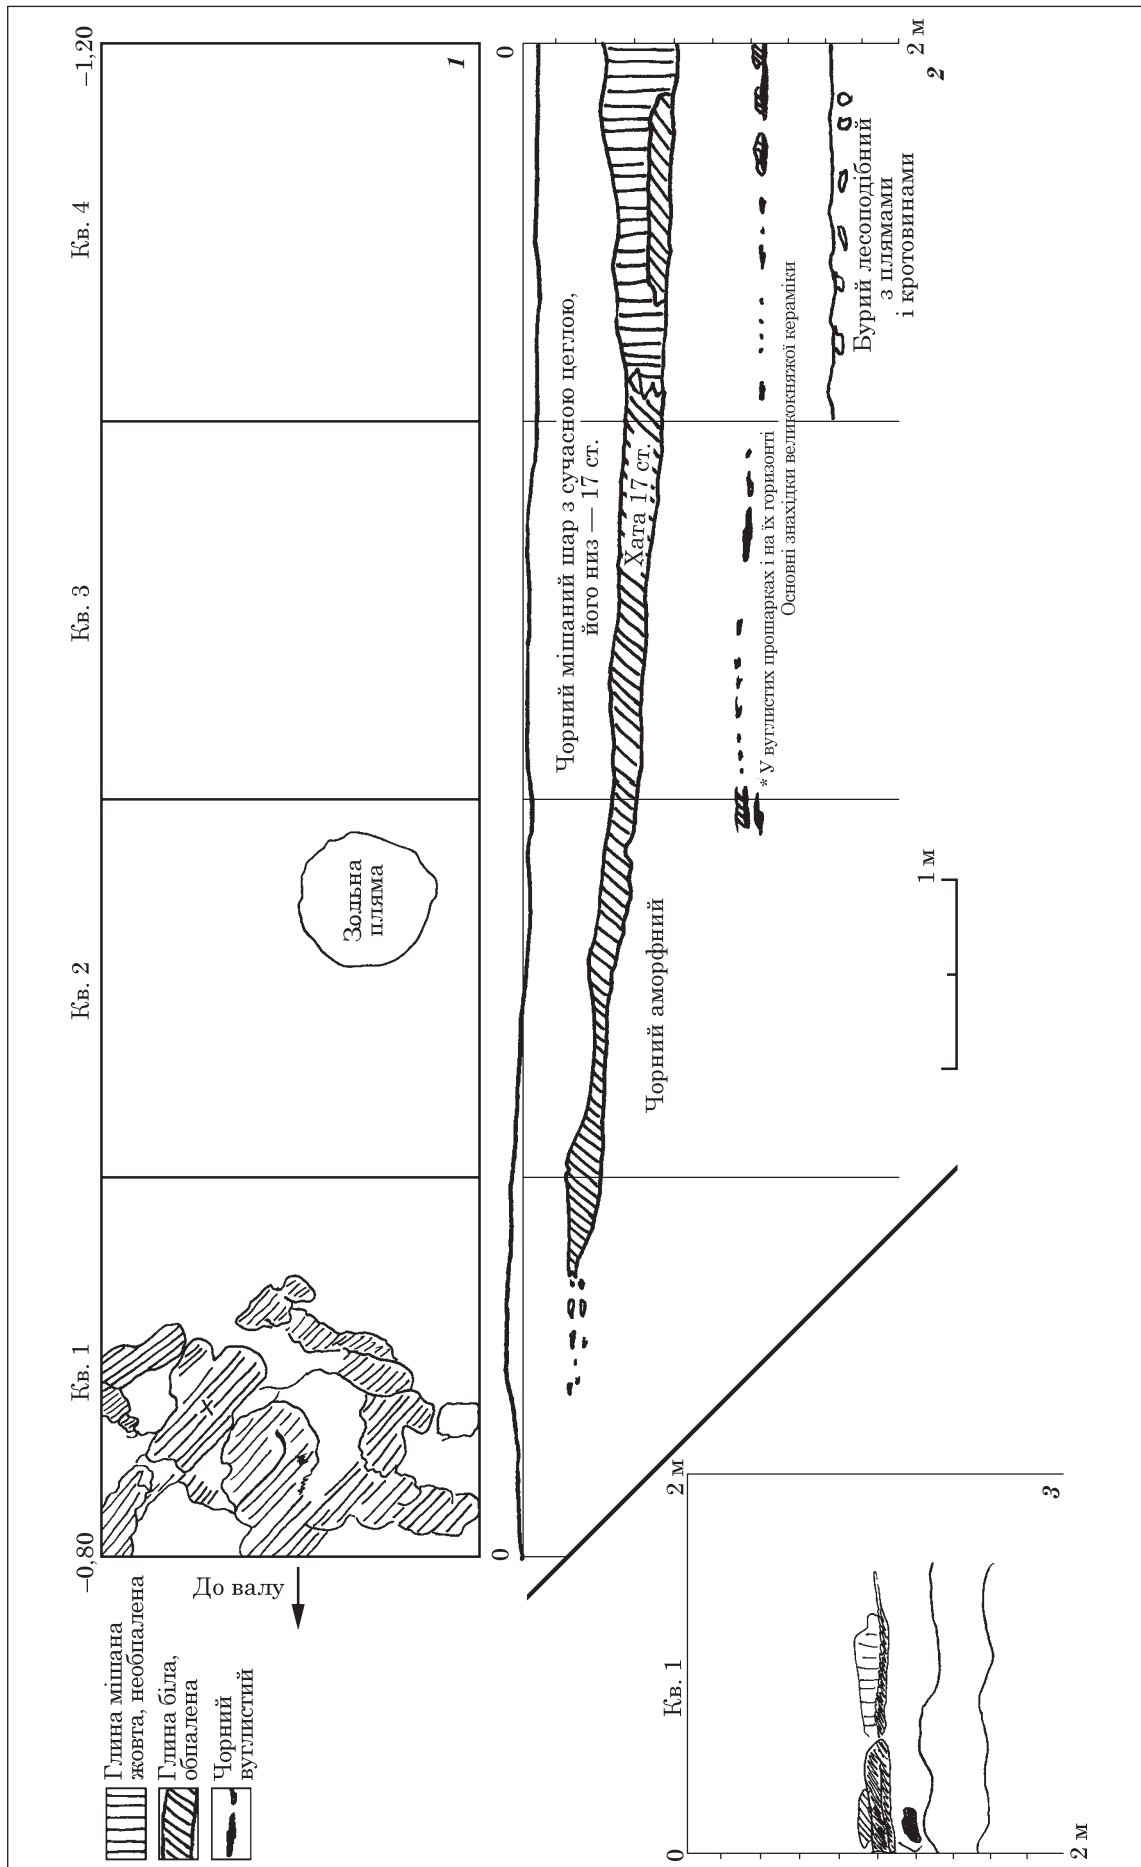 Глина мішана
жовта, необпалена
Глина біла,
обпалена
Чорний
вуглистий
До валу
–0,80
Кв. 1
Кв. 2
Кв. 3
Кв. 4
–1,20
Зольна
пляма
1
0
0
2 м
2
Чорний мішаний шар з сучасною цеглою,
його низ — 17 ст.
Хата 17 ст.
Чорний аморфний
* У вуглистих прошарках і на їх горизонті
Основні знахідки великокняжої кераміки
Бурий лесоподібний
з плямами
і кротовинами
1 м
Кв. 1
0
2 м
2 м
3